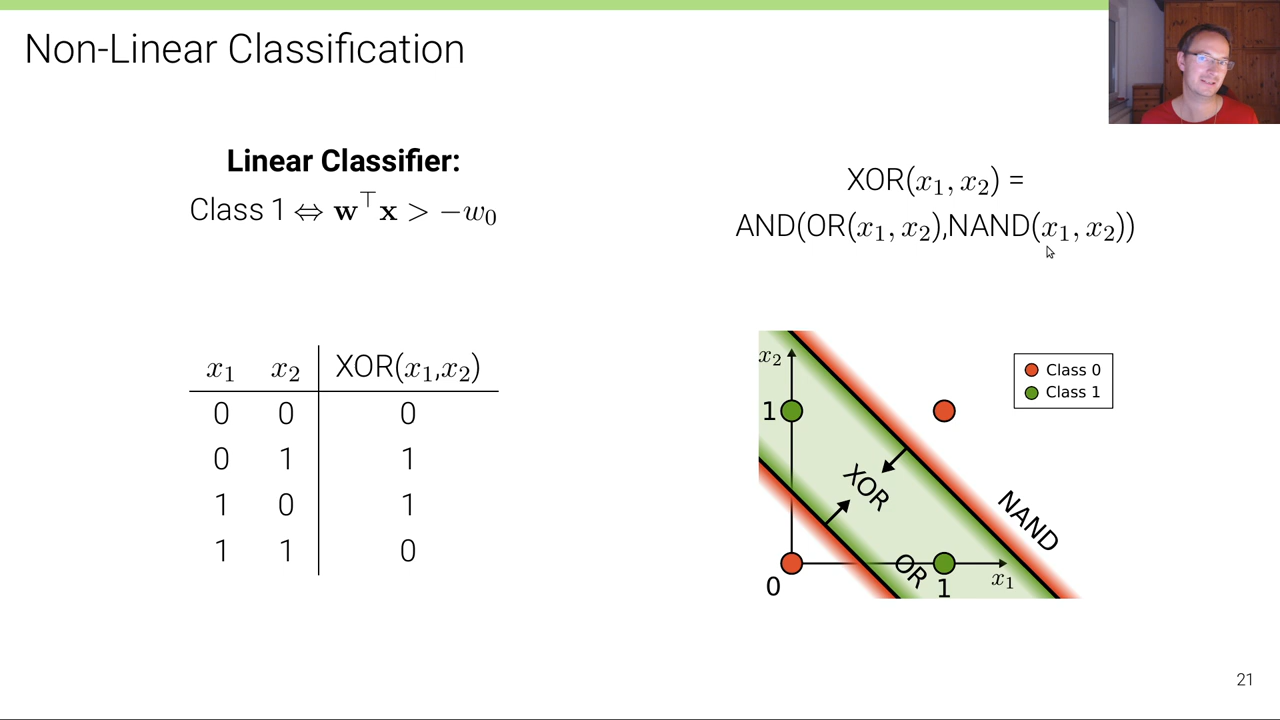 Non-Linear Classification
Linear Classifier:
Class 1 ⇔ w⊤x > −w₀
XOR(x₁, x₂) =
AND(OR(x₁, x₂),NAND(x₁, x₂))
x₁ x₂ XOR(x₁,x₂)
0 0 0
0 1 1
1 0 1
1 1 0
x₂
1
XOR
NAND
OR
0
1
x₁
Class 0
Class 1
21